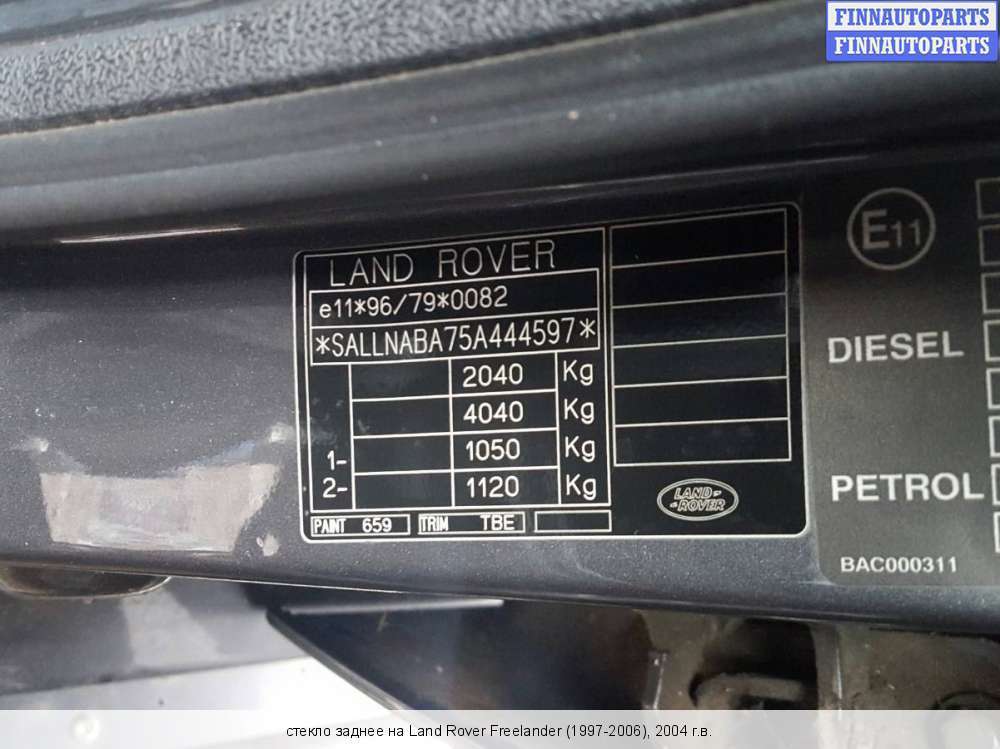 FINNAUTOPARTS
FINNAUTOPARTS
LAND ROVER
e11*96/79*0082
*SALLNABA75A444597*
2040 Kg
4040 Kg
1- 1050 Kg
2- 1120 Kg
PAINT 659 TRIM TBE
LAND-
-ROVER
E11
DIESEL
PETROL
BAC000311
стекло заднее на Land Rover Freelander (1997-2006), 2004 г.в.